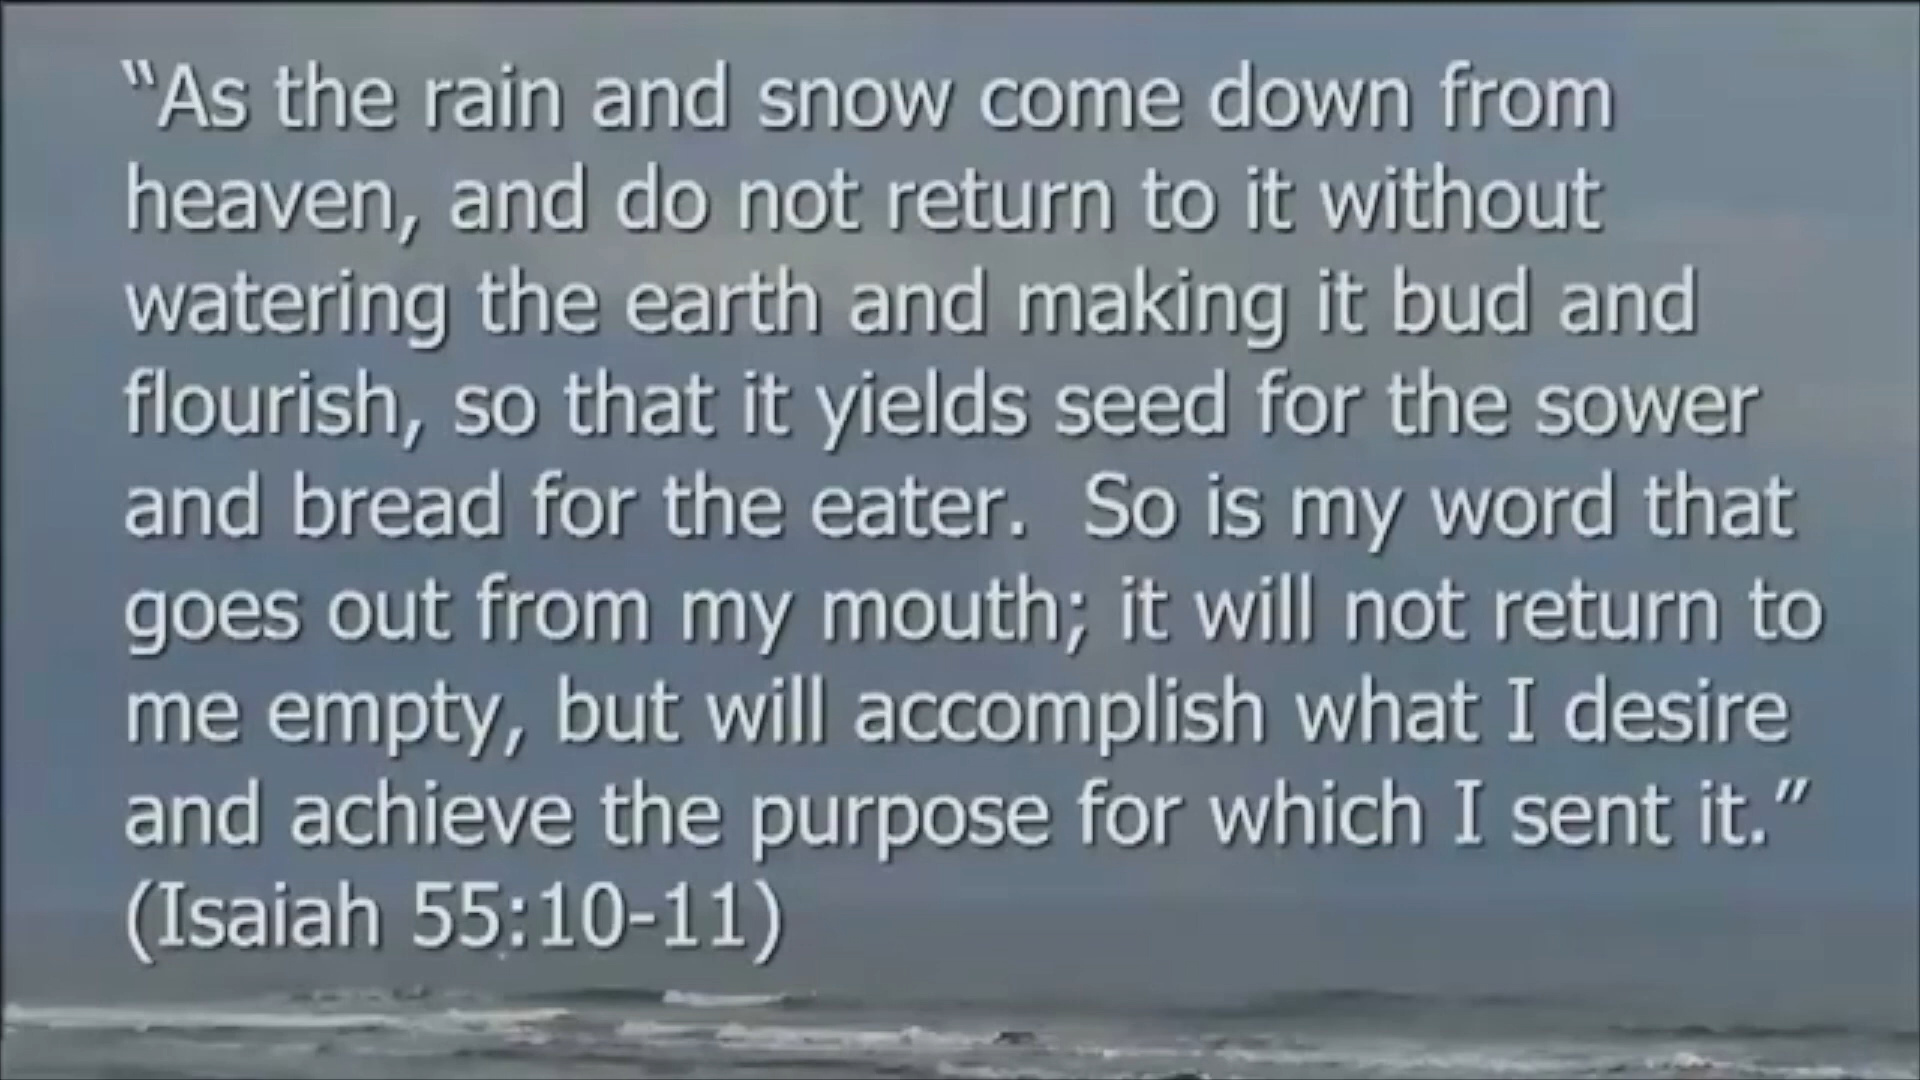 “As the rain and snow come down from
heaven, and do not return to it without
watering the earth and making it bud and
flourish, so that it yields seed for the sower
and bread for the eater.  So is my word that
goes out from my mouth; it will not return to
me empty, but will accomplish what I desire
and achieve the purpose for which I sent it.”
(Isaiah 55:10-11)